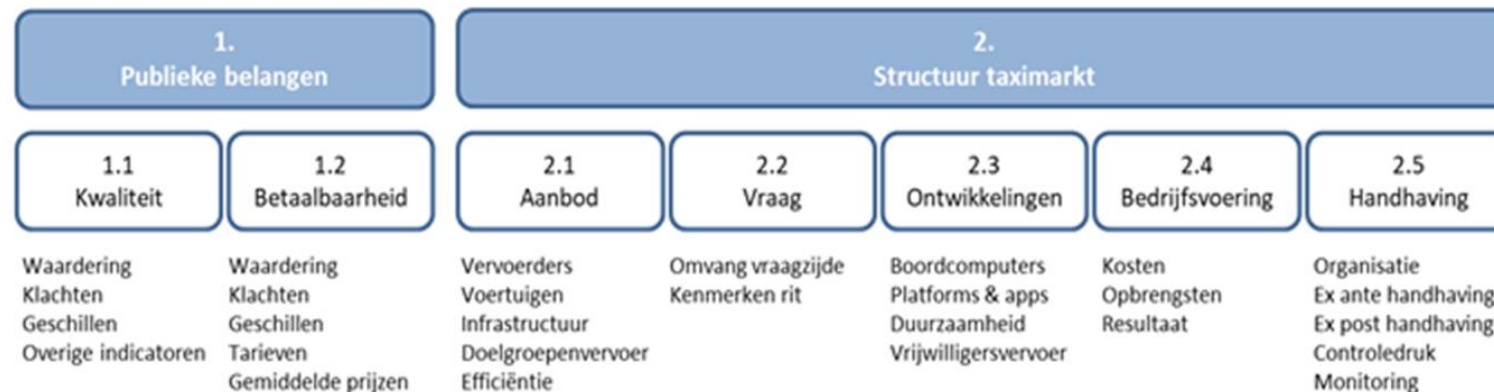 1.
Publieke belangen
2.
Structuur taximarkt
1.1
Kwaliteit
1.2
Betaalbaarheid
2.1
Aanbod
2.2
Vraag
2.3
Ontwikkelingen
2.4
Bedrijfsvoering
2.5
Handhaving
Waardering
Klachten
Geschillen
Overige indicatoren
Waardering
Klachten
Geschillen
Tarieven
Gemiddelde prijzen
Vervoerders
Voertuigen
Infrastructuur
Doelgroepenvervoer
Efficiëntie
Omvang vraagzijde
Kenmerken rit
Boordcomputers
Platforms & apps
Duurzaamheid
Vrijwilligersvervoer
Kosten
Opbrengsten
Resultaat
Organisatie
Ex ante handhaving
Ex post handhaving
Controledruk
Monitoring